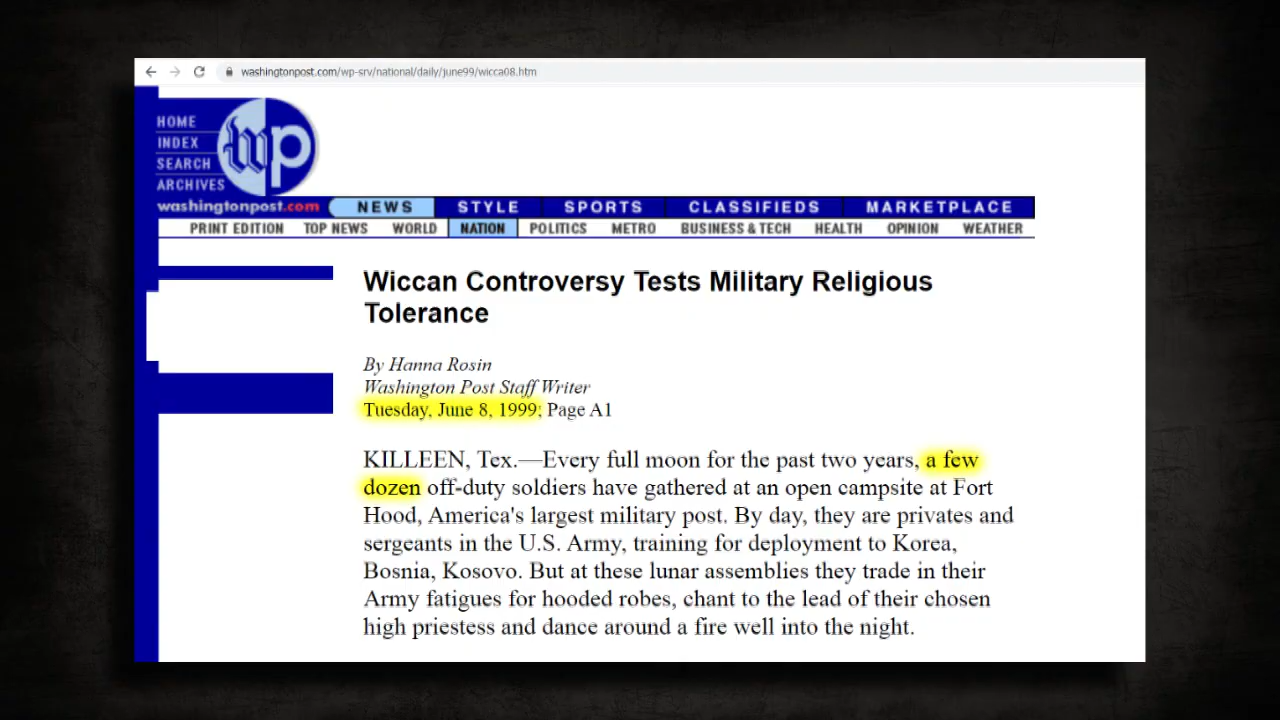 washingtonpost.com/wp-srv/national/daily/june99/wicca08.htm
HOME
INDEX
SEARCH
ARCHIVES
wp
washingtonpost.com
NEWS STYLE SPORTS CLASSIFIEDS MARKETPLACE
PRINT EDITION TOP NEWS WORLD NATION POLITICS METRO BUSINESS & TECH HEALTH OPINION WEATHER
Wiccan Controversy Tests Military Religious
Tolerance
By Hanna Rosin
Washington Post Staff Writer
Tuesday, June 8, 1999; Page A1
KILLEEN, Tex.—Every full moon for the past two years, a few
dozen off-duty soldiers have gathered at an open campsite at Fort
Hood, America's largest military post. By day, they are privates and
sergeants in the U.S. Army, training for deployment to Korea,
Bosnia, Kosovo. But at these lunar assemblies they trade in their
Army fatigues for hooded robes, chant to the lead of their chosen
high priestess and dance around a fire well into the night.